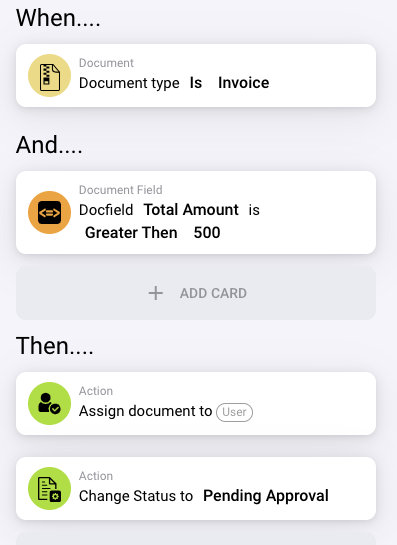 When....
Document
Document type Is Invoice
And....
Document Field
Docfield Total Amount is
Greater Then 500
ADD CARD
Then....
Action
Assign document to User
Action
Change Status to Pending Approval